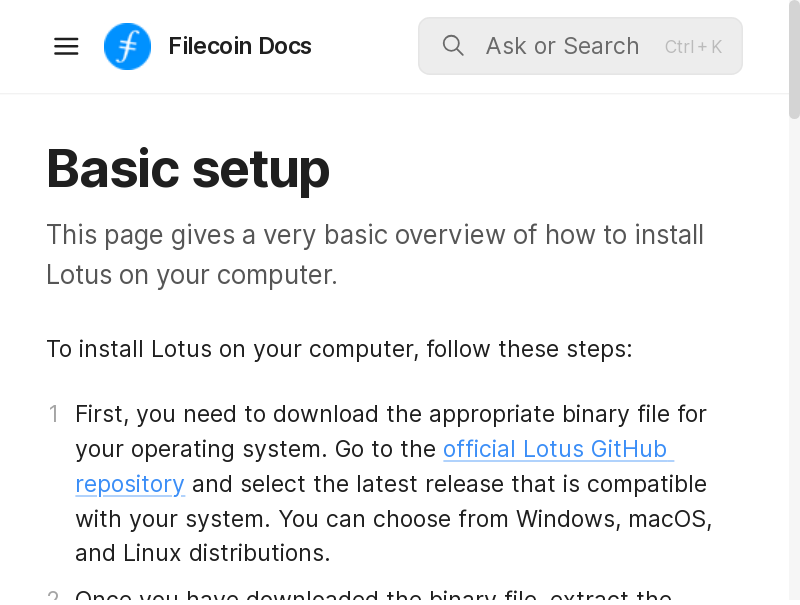 Filecoin Docs
Ask or Search
Ctrl + K
Basic setup
This page gives a very basic overview of how to install
Lotus on your computer.
To install Lotus on your computer, follow these steps:
1 First, you need to download the appropriate binary file for
your operating system. Go to the official Lotus GitHub
repository and select the latest release that is compatible
with your system. You can choose from Windows, macOS,
and Linux distributions.
2 Once you have downloaded the binary file, extract the